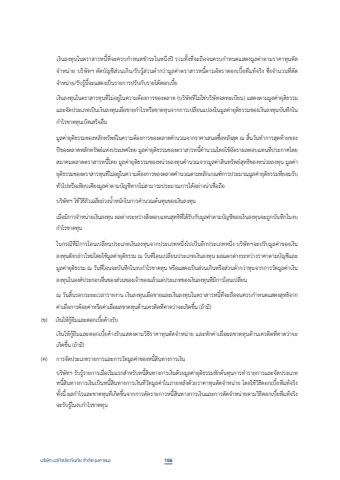 เงินลงทุนในตราสารหนี้ที่จะครบกำหนดชำระในหนึ่งปี รวมทั้งที่จะถือจนครบกำหนดแสดงมูลค่าตามราคาทุนตัด
จำหน่าย บริษัทฯ ตัดบัญชีส่วนเกิน/รับรู้ส่วนต่ำกว่ามูลค่าตราสารหนี้ตามอัตราดอกเบี้ยที่แท้จริง ซึ่งจำนวนที่ตัด
จำหน่าย/รับรู้นี้จะแสดงเป็นรายการปรับกับรายได้ดอกเบี้ย
เงินลงทุนในตราสารทุนที่ไม่อยู่ในความต้องการของตลาด (บริษัทที่ไม่ใช่บริษัทจดทะเบียน) แสดงตามมูลค่ายุติธรรม
และจัดประเภทเป็นเงินลงทุนเผื่อขายกำไรหรือขาดทุนจากการเปลี่ยนแปลงในมูลค่ายุติธรรมของเงินลงทุนบันทึกใน
กำไรขาดทุนเบ็ดเสร็จอื่น
มูลค่ายุติธรรมของหลักทรัพย์ในความต้องการของตลาดคำนวณจากราคาเสนอซื้อหลังสุด ณ สิ้นวันทำการสุดท้ายของ
ปีของตลาดหลักทรัพย์แห่งประเทศไทย มูลค่ายุติธรรมของตราสารหนี้คำนวณโดยใช้อัตราผลตอบแทนที่ประกาศโดย
สมาคมตลาดตราสารหนี้ไทย มูลค่ายุติธรรมของหน่วยลงทุนคำนวณจากมูลค่าสินทรัพย์สุทธิของหน่วยลงทุน มูลค่า
ยุติธรรมของตราสารทุนที่ไม่อยู่ในความต้องการของตลาดคำนวณตามหลักเกณฑ์การประมาณมูลค่ายุติธรรมที่ยอมรับ
ทั่วไปหรือเทียบเคียงมูลค่าตามบัญชีหากไม่สามารถประมาณการได้อย่างน่าเชื่อถือ
บริษัทฯ ใช้วิธีถัวเฉลี่ยถ่วงน้ำหนักในการคำนวณต้นทุนของเงินลงทุน
เมื่อมีการจำหน่ายเงินลงทุน ผลต่างระหว่างสิ่งตอบแทนสุทธิที่ได้รับกับมูลค่าตามบัญชีของเงินลงทุนจะถูกบันทึกในงบ
กำไรขาดทุน
ในกรณีที่มีการโอนเปลี่ยนประเภทเงินลงทุนจากประเภทหนึ่งไปเป็นอีกประเภทหนึ่ง บริษัทฯจะปรับมูลค่าของเงิน
ลงทุนดังกล่าวใหม่โดยใช้มูลค่ายุติธรรม ณ วันที่โอนเปลี่ยนประเภทเงินลงทุน ผลแตกต่างระหว่างราคาตามบัญชีและ
มูลค่ายุติธรรม ณ วันที่โอนจะบันทึกในงบกำไรขาดทุน หรือแสดงเป็นส่วนเกินหรือส่วนต่ำกว่าทุนจากการวัดมูลค่าเงิน
ลงทุนในองค์ประกอบอื่นของส่วนของเจ้าของแล้วแต่ประเภทของเงินลงทุนที่มีการโอนเปลี่ยน
ณ วันสิ้นรอบระยะเวลารายงาน เงินลงทุนเผื่อขายและเงินลงทุนในตราสารหนี้ที่จะถือจนครบกำหนดแสดงสุทธิจาก
ค่าเผื่อการด้อยค่าหรือค่าเผื่อผลขาดทุนด้านเครดิตที่คาดว่าจะเกิดขึ้น (ถ้ามี)
(ข) เงินให้กู้ยืมและดอกเบี้ยค้างรับ
เงินให้กู้ยืมและดอกเบี้ยค้างรับแสดงตามวิธีราคาทุนตัดจำหน่าย และหักค่าเผื่อผลขาดทุนด้านเครดิตที่คาดว่าจะ
เกิดขึ้น (ถ้ามี)
(ค) การจัดประเภทรายการและการวัดมูลค่าของหนี้สินทางการเงิน
บริษัทฯ รับรู้รายการเมื่อเริ่มแรกสำหรับหนี้สินทางการเงินด้วยมูลค่ายุติธรรมหักต้นทุนการทำรายการและจัดประเภท
หนี้สินทางการเงินเป็นหนี้สินทางการเงินที่วัดมูลค่าในภายหลังด้วยราคาทุนตัดจำหน่าย โดยใช้วิธีดอกเบี้ยที่แท้จริง
ทั้งนี้ ผลกำไรและขาดทุนที่เกิดขึ้นจากการตัดรายการหนี้สินทางการเงินและการตัดจำหน่ายตามวิธีดอกเบี้ยที่แท้จริง
จะรับรู้ในงบกำไรขาดทุน
บริษัท นวกิจประกันภัย จำกัด (มหาชน) 156